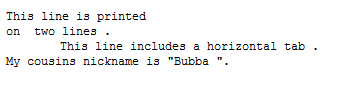 This line is printed
on  two lines .
	This line includes a horizontal tab .
My cousins nickname is "Bubba ".